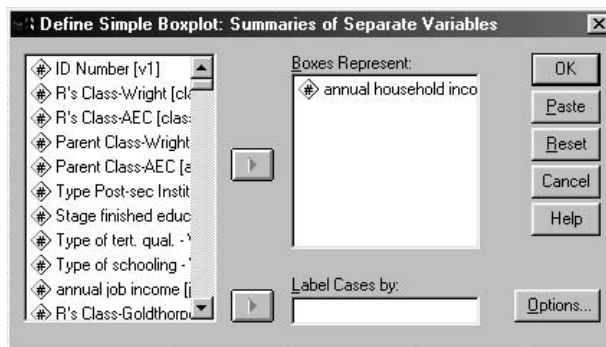 Define Simple Boxplot: Summaries of Separate Variables
ID Number [v1]
R's Class-Wright [cla
R's Class-AEC [clas
Parent Class-Wright
Parent Class-AEC [a
Type Post-sec Instit
Stage finished educ
Type of tert. qual. -
Type of schooling -
annual job income [j
R's Class-Goldthorp
Boxes Represent:
annual household inco
Label Cases by:
OK
Paste
Reset
Cancel
Help
Options...